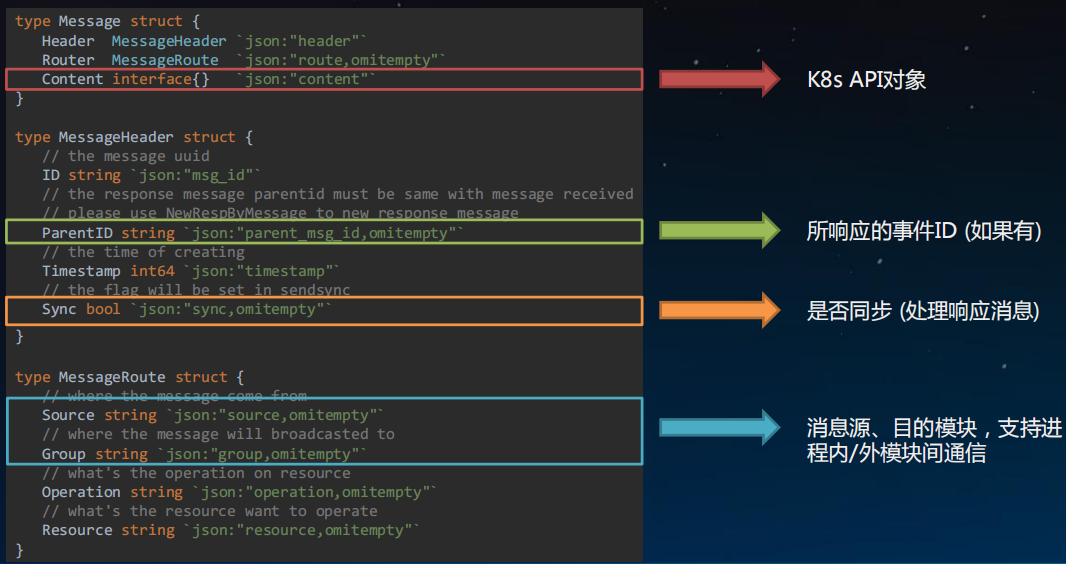 type Message struct {
Header MessageHeader `json:"header"`
Router MessageRoute `json:"route,omitempty"`
Content interface{} `json:"content"`
}
type MessageHeader struct {
// the message uuid
ID string `json:"msg_id"`
// the response message parentid must be same with message received
// please use NewRespByMessage to new response message
ParentID string `json:"parent_msg_id,omitempty"`
// the time of creating
Timestamp int64 `json:"timestamp"`
// the flag will be set in sendsync
Sync bool `json:"sync,omitempty"`
}
type MessageRoute struct {
// where the message come from
Source string `json:"source,omitempty"`
// where the message will broadcasted to
Group string `json:"group,omitempty"`
// what's the operation on resource
Operation string `json:"operation,omitempty"`
// what's the resource want to operate
Resource string `json:"resource,omitempty"`
}
K8s API对象
所响应的事件ID (如果有)
是否同步 (处理响应消息)
消息源、目的模块，支持进
程内/外模块间通信